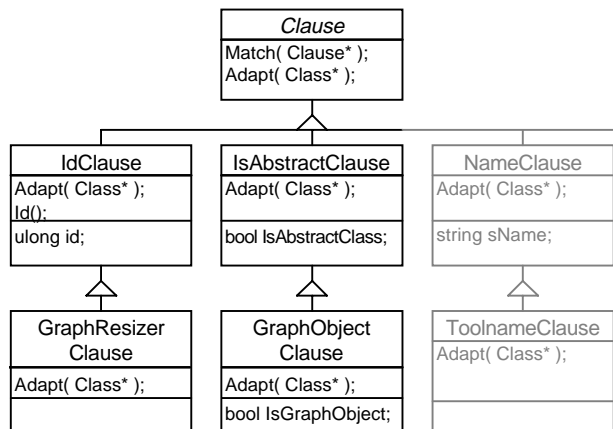 Clause
Match( Clause* );
Adapt( Class* );
IdClause
Adapt( Class* );
Id();
ulong id;
IsAbstractClause
Adapt( Class* );
bool IsAbstractClass;
NameClause
Adapt( Class* );
string sName;
GraphResizer
Clause
Adapt( Class* );
GraphObject
Clause
Adapt( Class* );
bool IsGraphObject;
ToolnameClause
Adapt( Class* );